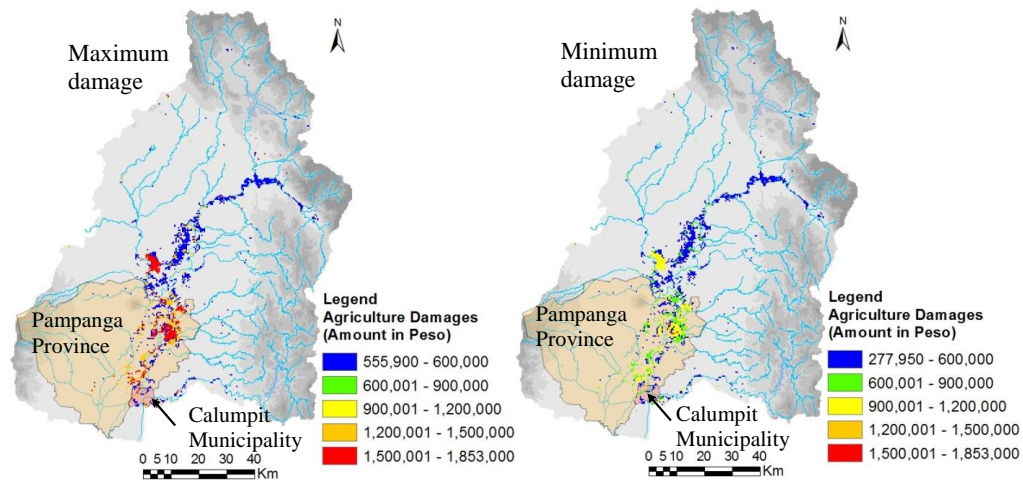 Maximum
damage
N
Pampanga
Province
Calumpit
Municipality
Legend
Agriculture Damages
(Amount in Peso)
555,900 - 600,000
600,001 - 900,000
900,001 - 1,200,000
1,200,001 - 1,500,000
1,500,001 - 1,853,000
0 5 10 20 30 40
Km
Minimum
damage
N
Pampanga
Province
Calumpit
Municipality
Legend
Agriculture Damages
(Amount in Peso)
277,950 - 600,000
600,001 - 900,000
900,001 - 1,200,000
1,200,001 - 1,500,000
1,500,001 - 1,853,000
0 5 10 20 30 40
Km